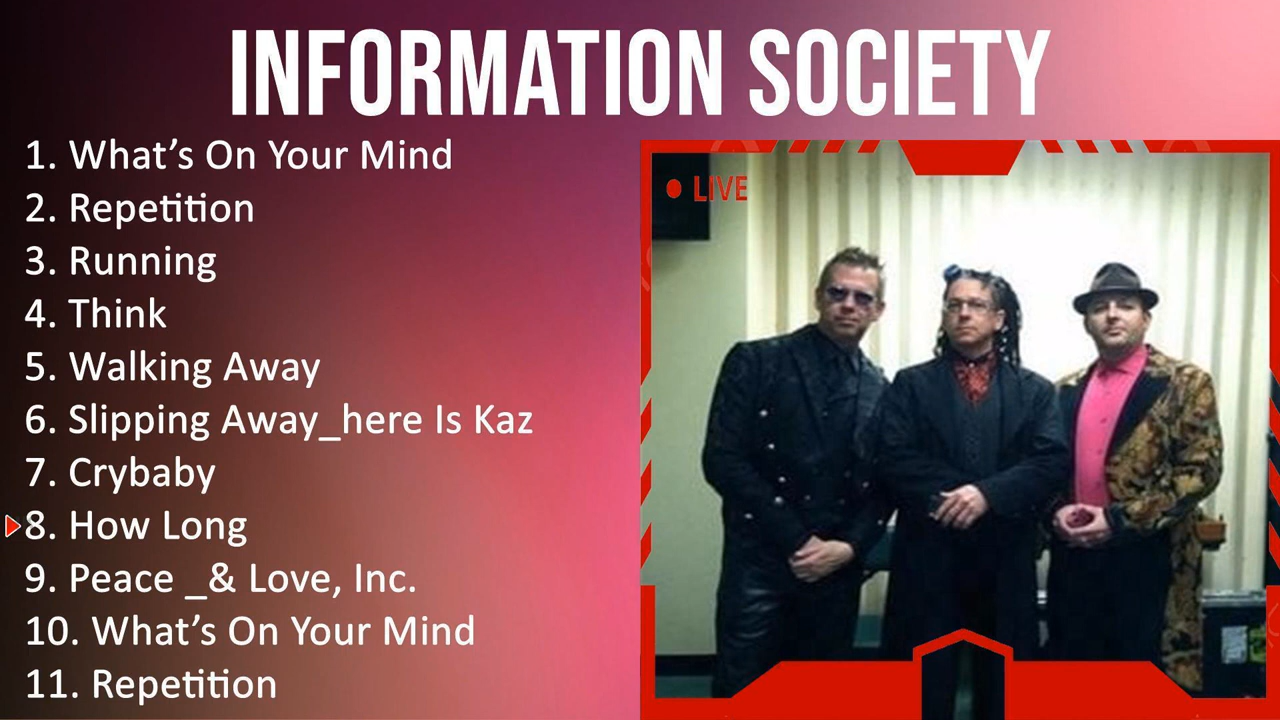 INFORMATION SOCIETY
1. What's On Your Mind
2. Repetition
3. Running
4. Think
5. Walking Away
6. Slipping Away_here Is Kaz
7. Crybaby
8. How Long
9. Peace _& Love, Inc.
10. What's On Your Mind
11. Repetition
LIVE